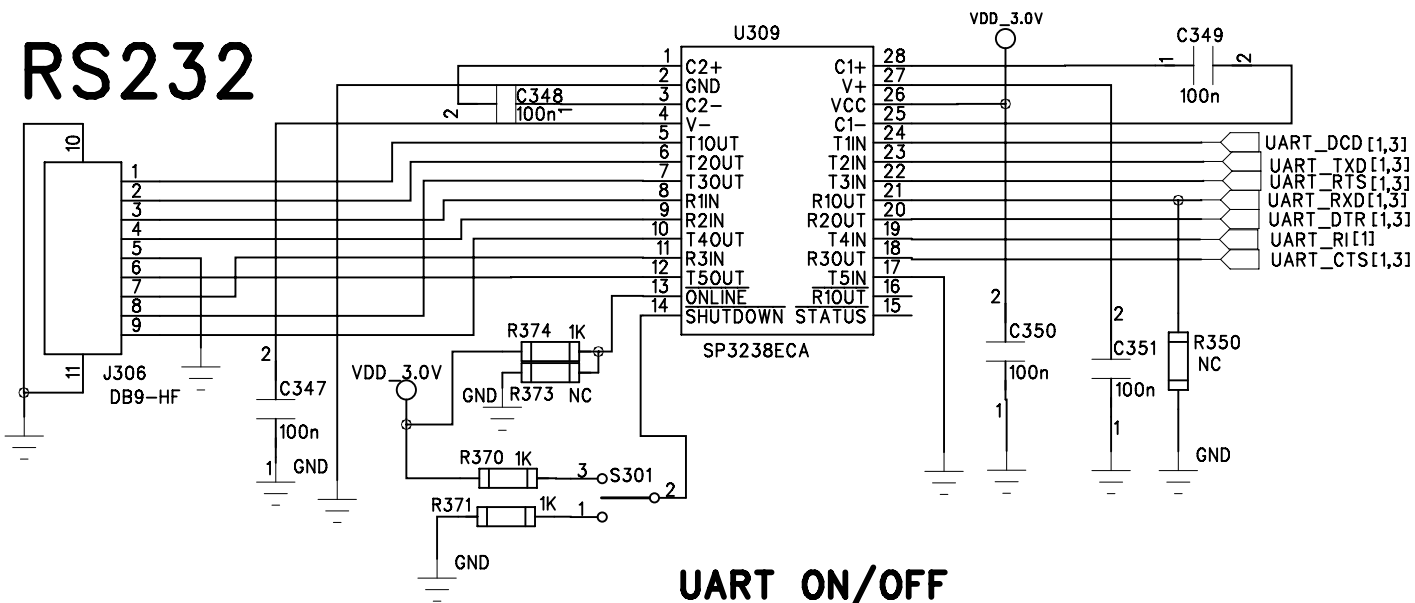 RS232
U309
VDD_3.0V
C349
1 C2+ C1+ 28
2 GND V+ 27
3 C2- VCC 26
4 V- C1- 25
5 T1OUT T1IN 24
6 T2OUT T2IN 23
7 T3OUT T3IN 22
8 R1IN R1OUT 21
9 R2IN R2OUT 20
10 T4OUT T4IN 19
11 R3IN R3OUT 18
12 T5OUT T5IN 17
13 ONLINE R1OUT 16
14 SHUTDOWN STATUS 15
SP3238ECA
1 2
100n
C348
2 100n 1
UART_DCD[1,3]
UART_TXD[1,3]
UART_RTS[1,3]
UART_RXD[1,3]
UART_DTR[1,3]
UART_RI[1]
UART_CTS[1,3]
10
1
2
3
4
5
6
7
8
9
11
J306
DB9-HF
2
C347
100n
1 GND
VDD_3.0V
R374 1K
GND R373 NC
R370 1K 3 S301
2
R371 1K 1
GND
2
C350
100n
1
2
C351
100n
1
R350
NC
GND
UART ON/OFF